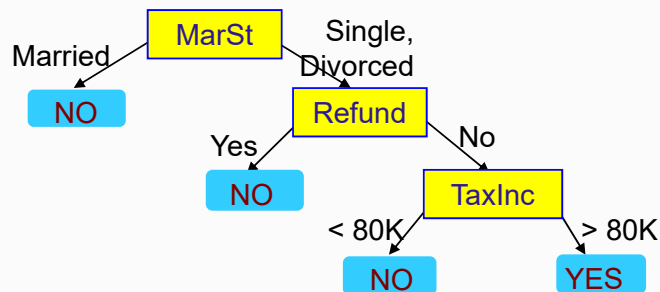 MarSt
Single,
Divorced
Married
NO
Refund
Yes
No
NO
TaxInc
< 80K
> 80K
NO
YES